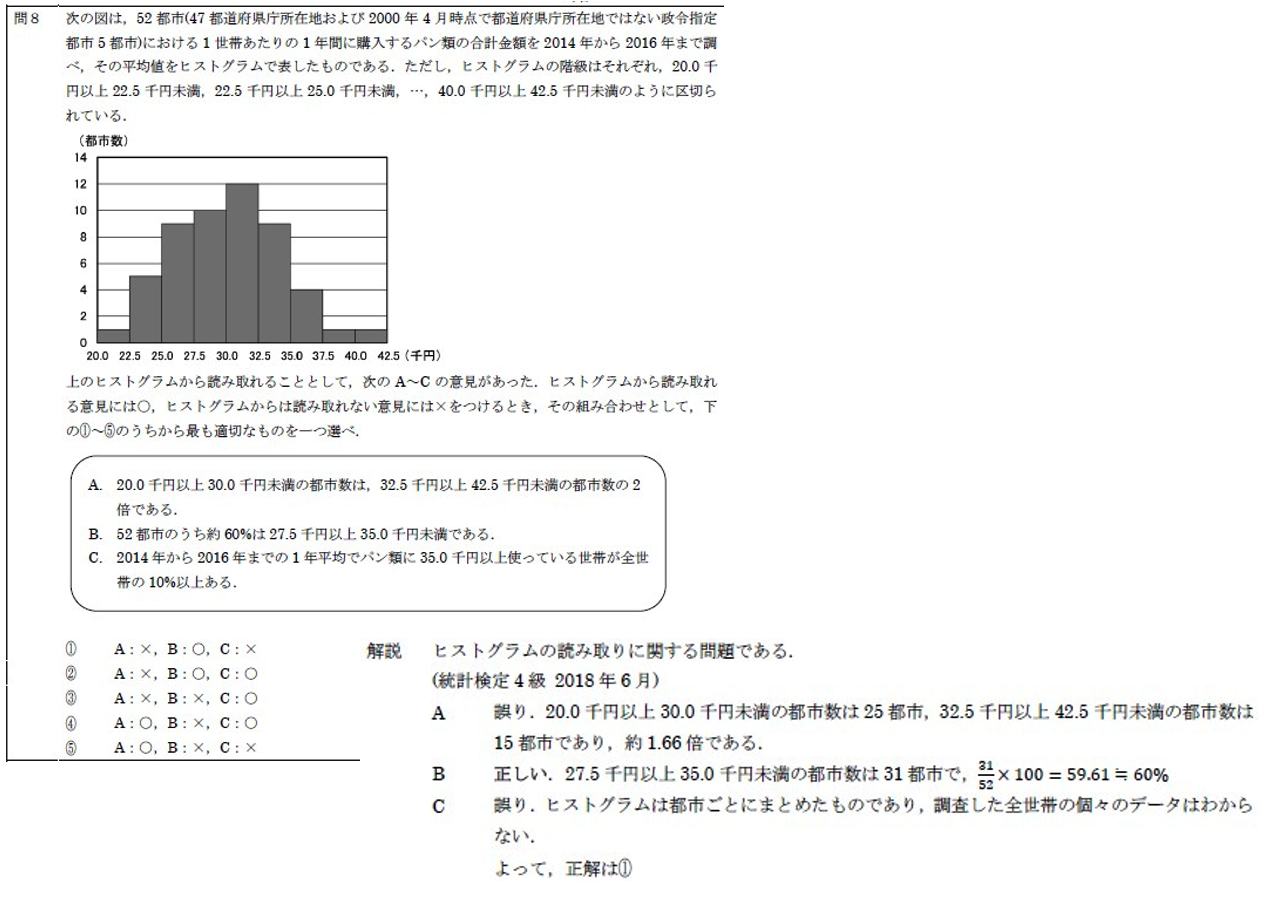 問８ 次の図は，52 都市(47 都道府県庁所在地および 2000 年 4 月時点で都道府県庁所在地ではない政令指定
都市 5 都市)における 1 世帯あたりの 1 年間に購入するパン類の合計金額を 2014 年から 2016 年まで調
べ，その平均値をヒストグラムで表したものである．ただし，ヒストグラムの階級はそれぞれ，20.0 千
円以上 22.5 千円未満，22.5 千円以上 25.0 千円未満，…，40.0 千円以上 42.5 千円未満のように区切ら
れている．
（都市数）
14
12
10
8
6
4
2
0
20.0 22.5 25.0 27.5 30.0 32.5 35.0 37.5 40.0 42.5（千円）
上のヒストグラムから読み取れることとして，次の A～C の意見があった．ヒストグラムから読み取れ
る意見には○，ヒストグラムからは読み取れない意見には×をつけるとき，その組み合わせとして，下
の①～⑤のうちから最も適切なものを一つ選べ．
A. 20.0 千円以上 30.0 千円未満の都市数は，32.5 千円以上 42.5 千円未満の都市数の 2
倍である．
B. 52 都市のうち約 60%は 27.5 千円以上 35.0 千円未満である．
C. 2014 年から 2016 年までの 1 年平均でパン類に 35.0 千円以上使っている世帯が全世
帯の 10%以上ある．
① A：×，B：○，C：×
② A：×，B：○，C：○
③ A：×，B：×，C：○
④ A：○，B：×，C：○
⑤ A：○，B：×，C：×
解説 ヒストグラムの読み取りに関する問題である．
(統計検定 4 級 2018 年 6 月)
A 誤り．20.0 千円以上 30.0 千円未満の都市数は 25 都市，32.5 千円以上 42.5 千円未満の都市数は
15 都市であり，約 1.66 倍である．
B 正しい．27.5 千円以上 35.0 千円未満の都市数は 31 都市で，31/52 × 100 = 59.61 ≒ 60%
C 誤り．ヒストグラムは都市ごとにまとめたものであり，調査した全世帯の個々のデータはわから
ない．
よって，正解は①